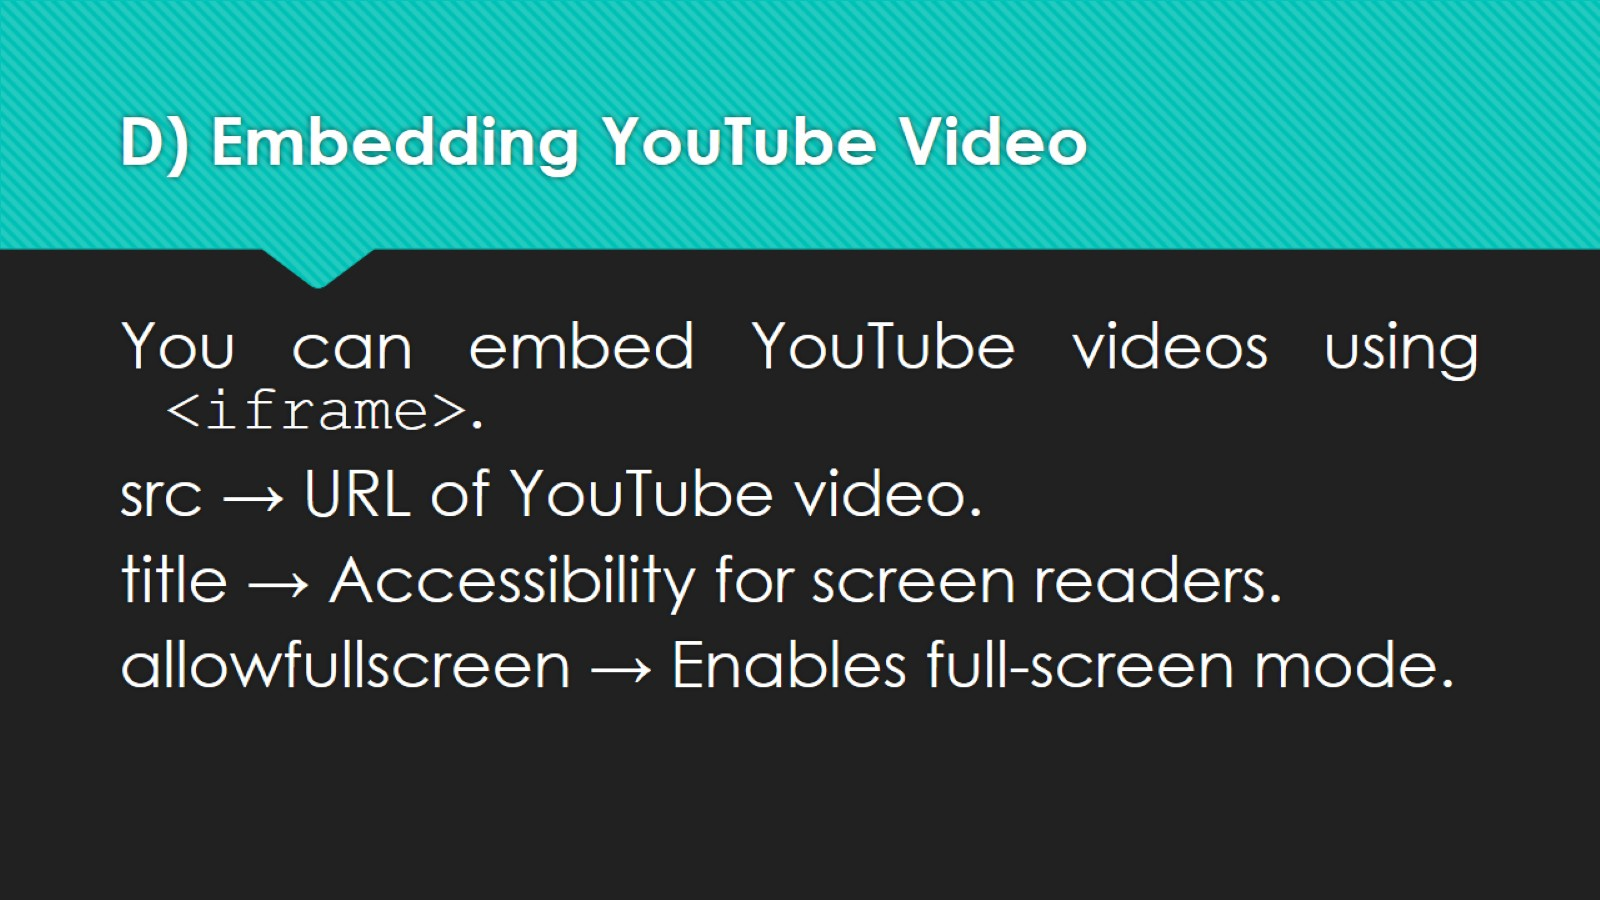 D) Embedding YouTube Video
You can embed YouTube videos using
<iframe>.
src → URL of YouTube video.
title → Accessibility for screen readers.
allowfullscreen → Enables full-screen mode.